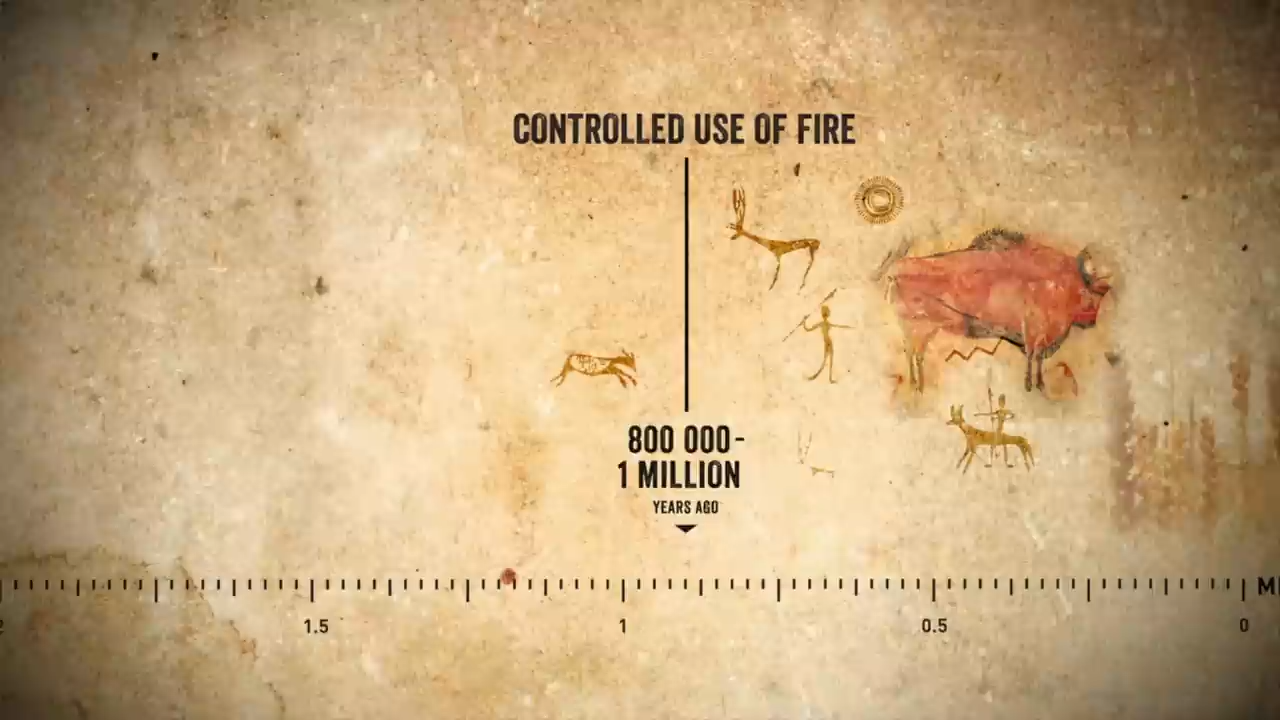 CONTROLLED USE OF FIRE
800 000-
1 MILLION
YEARS AGO
1.5 1 0.5 0